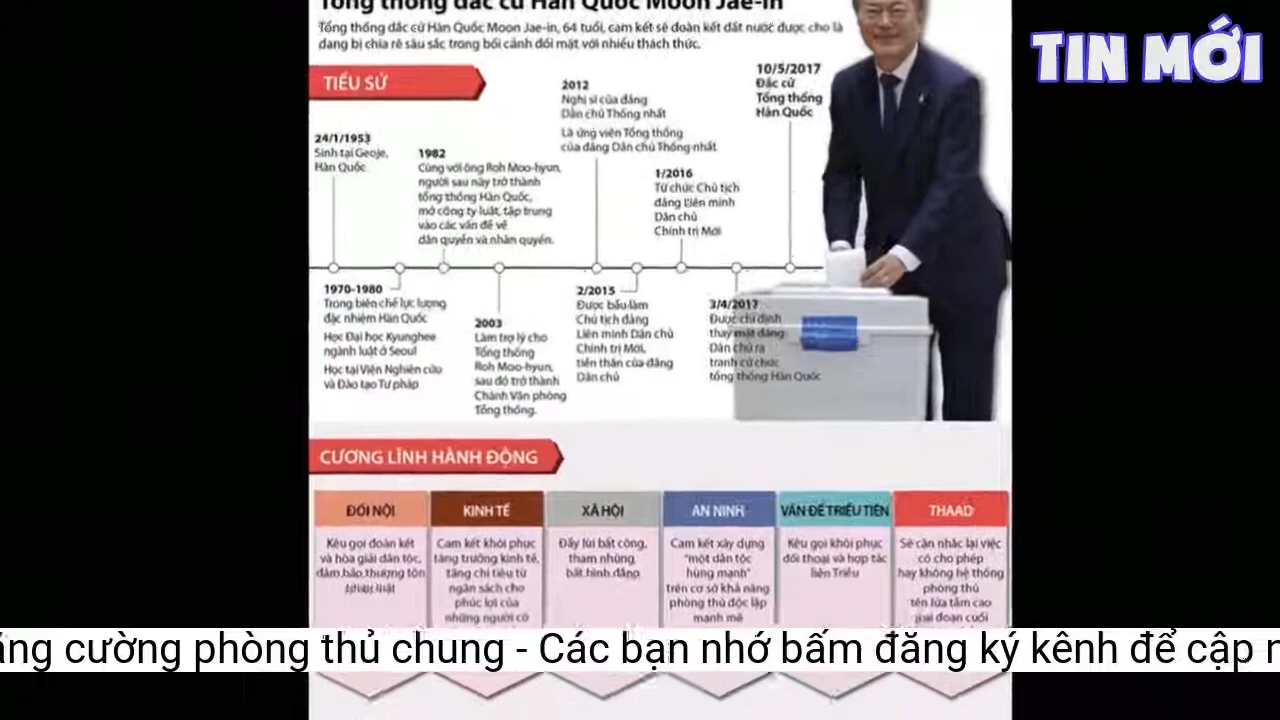 Tổng thống đắc cử Hàn Quốc Moon Jae-in
Tổng thống đắc cử Hàn Quốc Moon Jae-in, 64 tuổi, cam kết sẽ đoàn kết đất nước được cho là
đang bị chia rẽ sâu sắc trong bối cảnh đối mặt với nhiều thách thức.
TIN MỚI
TIỂU SỬ
24/1/1953
Sinh tại Geoje,
Hàn Quốc
1982
Cùng với ông Roh Moo-hyun,
người sau này trở thành
tổng thống Hàn Quốc,
mở công ty luật, tập trung
vào các vấn đề về
dân quyền và nhân quyền.
2012
Nghị sĩ của đảng
Dân chủ Thống nhất
Là ứng viên Tổng thống
của đảng Dân chủ Thống nhất
1/2016
Từ chức Chủ tịch
đảng Liên minh
Dân chủ
Chính trị Mới
10/5/2017
Đắc cử
Tổng thống
Hàn Quốc
1970-1980
Trong biên chế lực lượng
đặc nhiệm Hàn Quốc
Học Đại học Kyunghee
ngành luật ở Seoul
Học tại Viện Nghiên cứu
và Đào tạo Tư pháp
2003
Làm trợ lý cho
Tổng thống
Roh Moo-hyun,
sau đó trở thành
Chánh Văn phòng
Tổng thống.
2/2015
Được bầu làm
Chủ tịch đảng
Liên minh Dân chủ
Chính trị Mới,
tiền thân của đảng
Dân chủ
3/4/2017
Được chỉ định
thay mặt đảng
Dân chủ ra
tranh cử chức
tổng thống Hàn Quốc
CƯƠNG LĨNH HÀNH ĐỘNG
ĐỐI NỘI
Kêu gọi đoàn kết
và hòa giải dân tộc,
đảm bảo thượng tôn
pháp luật
KINH TẾ
Cam kết khôi phục
tăng trưởng kinh tế,
tăng chi tiêu từ
ngân sách cho
phúc lợi của
những người có
XÃ HỘI
Đẩy lùi bất công,
tham nhũng,
bất bình đẳng
AN NINH
Cam kết xây dựng
"một dân tộc
hùng mạnh"
trên cơ sở khả năng
phòng thủ độc lập
mạnh mẽ
VẤN ĐỀ TRIỀU TIÊN
Kêu gọi khôi phục
đối thoại và hợp tác
liên Triều
THAAD
Sẽ cân nhắc lại việc
có cho phép
hay không hệ thống
phòng thủ
tên lửa tầm cao
giai đoạn cuối
ăng cường phòng thủ chung - Các bạn nhớ bấm đăng ký kênh để cập